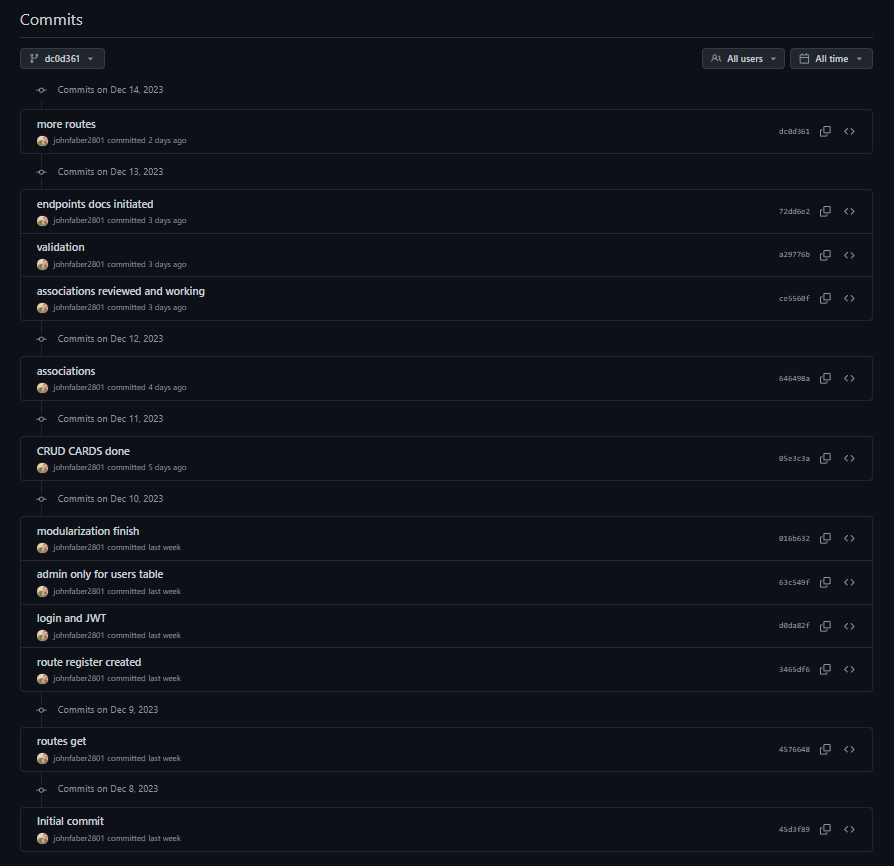 Commits
dc0d361
All users
All time
Commits on Dec 14, 2023
more routes
johnfaber2801 committed 2 days ago
dc0d361
Commits on Dec 13, 2023
endpoints docs initiated
johnfaber2801 committed 3 days ago
72dd6e2
validation
johnfaber2801 committed 3 days ago
a29776b
associations reviewed and working
johnfaber2801 committed 3 days ago
ce5560f
Commits on Dec 12, 2023
associations
johnfaber2801 committed 4 days ago
646498a
Commits on Dec 11, 2023
CRUD CARDS done
johnfaber2801 committed 5 days ago
05e3c3a
Commits on Dec 10, 2023
modularization finish
johnfaber2801 committed last week
016b632
admin only for users table
johnfaber2801 committed last week
63c549f
login and JWT
johnfaber2801 committed last week
d0da82f
route register created
johnfaber2801 committed last week
3465df6
Commits on Dec 9, 2023
routes get
johnfaber2801 committed last week
4576648
Commits on Dec 8, 2023
Initial commit
johnfaber2801 committed last week
45d3f89